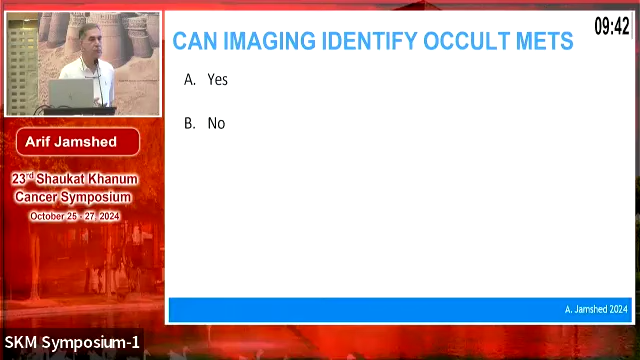 09:42
CAN IMAGING IDENTIFY OCCULT METS
A. Yes
B. No
Arif Jamshed
23rd Shaukat Khanum
Cancer Symposium
October 25 - 27, 2024
A. Jamshed 2024
SKM Symposium-1